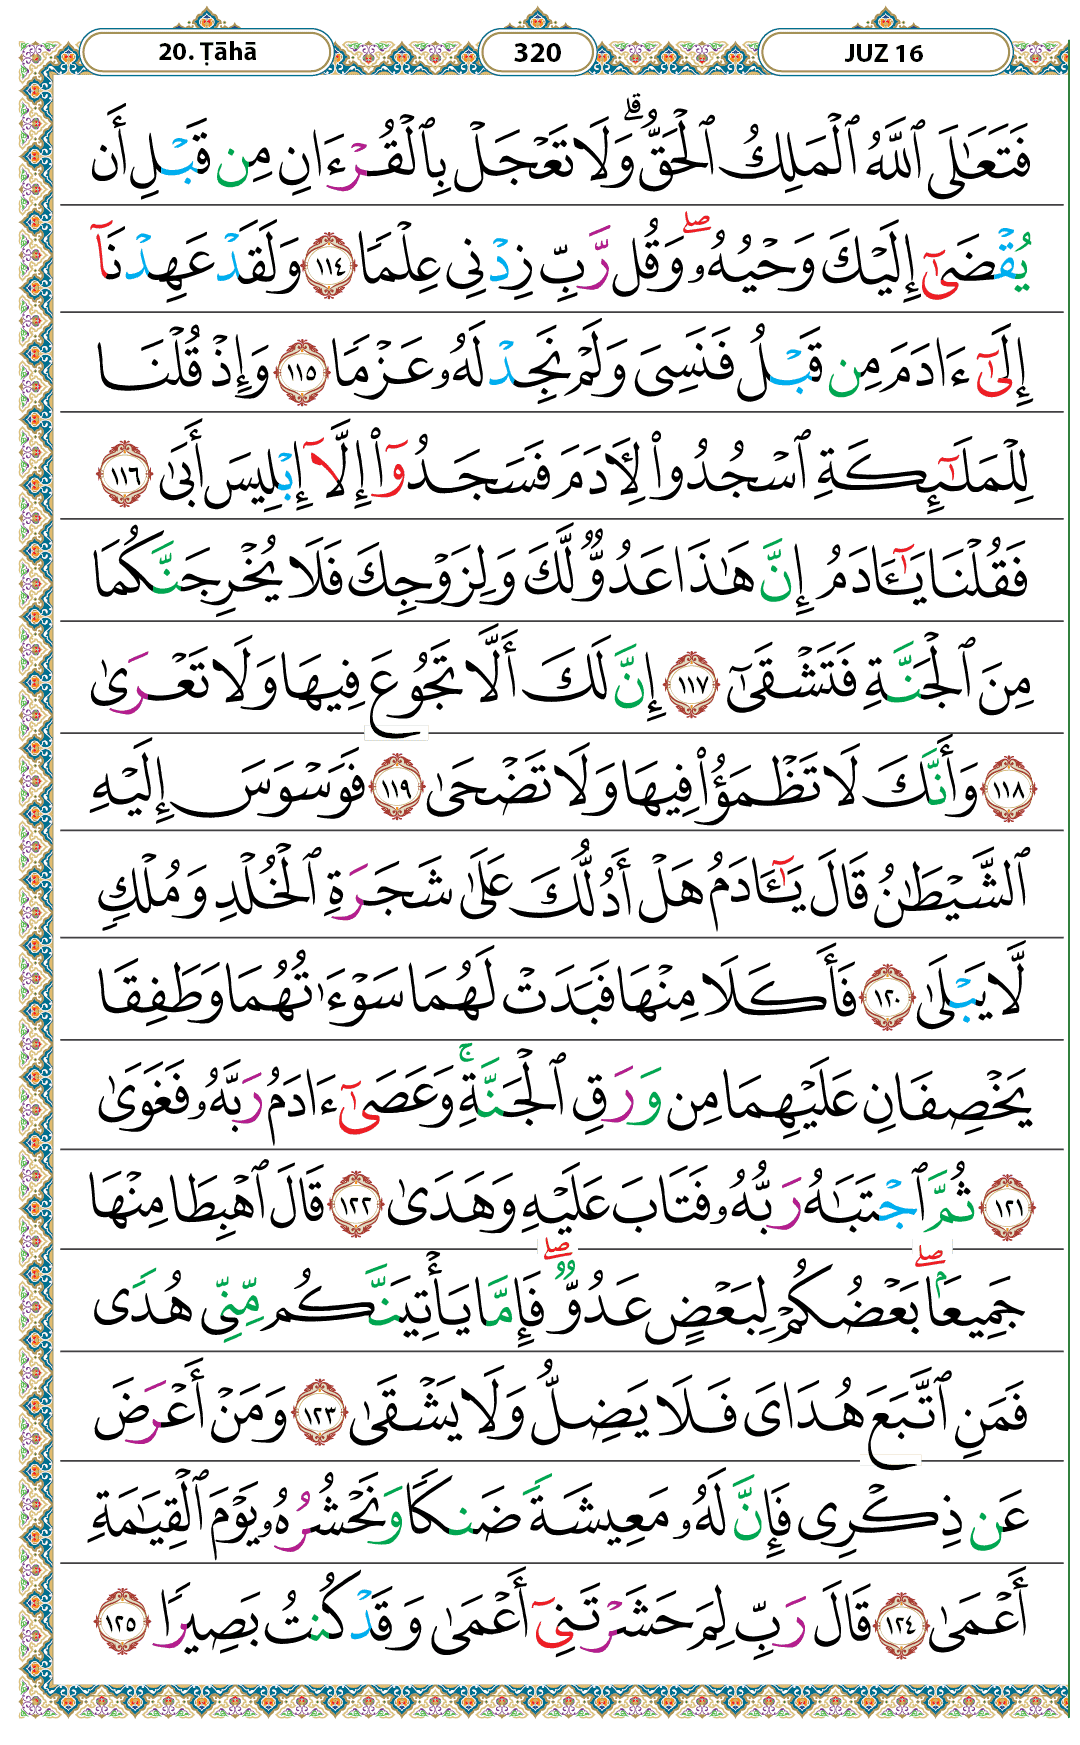 20. Ṭāhā 320 JUZ 16
فَتَعَٰلَى ٱللَّهُ ٱلْمَلِكُ ٱلْحَقُّ ۗ وَلَا تَعْجَلْ بِٱلْقُرْءَانِ مِن قَبْلِ أَن
يُقْضَىٰٓ إِلَيْكَ وَحْيُهُۥ ۖ وَقُل رَّبِّ زِدْنِى عِلْمًا ١١٤ وَلَقَدْ عَهِدْنَآ
إِلَىٰٓ ءَادَمَ مِن قَبْلُ فَنَسِىَ وَلَمْ نَجِدْ لَهُۥ عَزْمًا ١١٥ وَإِذْ قُلْنَا
لِلْمَلَٰٓئِكَةِ ٱسْجُدُوا۟ لِـَٔادَمَ فَسَجَدُوٓا۟ إِلَّآ إِبْلِيسَ أَبَىٰ ١١٦
فَقُلْنَا يَٰٓـَٔادَمُ إِنَّ هَٰذَا عَدُوٌّ لَّكَ وَلِزَوْجِكَ فَلَا يُخْرِجَنَّكُمَا
مِنَ ٱلْجَنَّةِ فَتَشْقَىٰٓ ١١٧ إِنَّ لَكَ أَلَّا تَجُوعَ فِيهَا وَلَا تَعْرَىٰ
١١٨ وَأَنَّكَ لَا تَظْمَؤُا۟ فِيهَا وَلَا تَضْحَىٰ ١١٩ فَوَسْوَسَ إِلَيْهِ
ٱلشَّيْطَٰنُ قَالَ يَٰٓـَٔادَمُ هَلْ أَدُلُّكَ عَلَىٰ شَجَرَةِ ٱلْخُلْدِ وَمُلْكٍ
لَّا يَبْلَىٰ ١٢٠ فَأَكَلَا مِنْهَا فَبَدَتْ لَهُمَا سَوْءَٰتُهُمَا وَطَفِقَا
يَخْصِفَانِ عَلَيْهِمَا مِن وَرَقِ ٱلْجَنَّةِ ۚ وَعَصَىٰٓ ءَادَمُ رَبَّهُۥ فَغَوَىٰ
١٢١ ثُمَّ ٱجْتَبَٰهُ رَبُّهُۥ فَتَابَ عَلَيْهِ وَهَدَىٰ ١٢٢ قَالَ ٱهْبِطَا مِنْهَا
جَمِيعًۢا ۖ بَعْضُكُمْ لِبَعْضٍ عَدُوٌّ ۖ فَإِمَّا يَأْتِيَنَّكُم مِّنِّى هُدًى
فَمَنِ ٱتَّبَعَ هُدَاىَ فَلَا يَضِلُّ وَلَا يَشْقَىٰ ١٢٣ وَمَنْ أَعْرَضَ
عَن ذِكْرِى فَإِنَّ لَهُۥ مَعِيشَةً ضَنكًا وَنَحْشُرُهُۥ يَوْمَ ٱلْقِيَٰمَةِ
أَعْمَىٰ ١٢٤ قَالَ رَبِّ لِمَ حَشَرْتَنِىٓ أَعْمَىٰ وَقَدْ كُنتُ بَصِيرًا ١٢٥